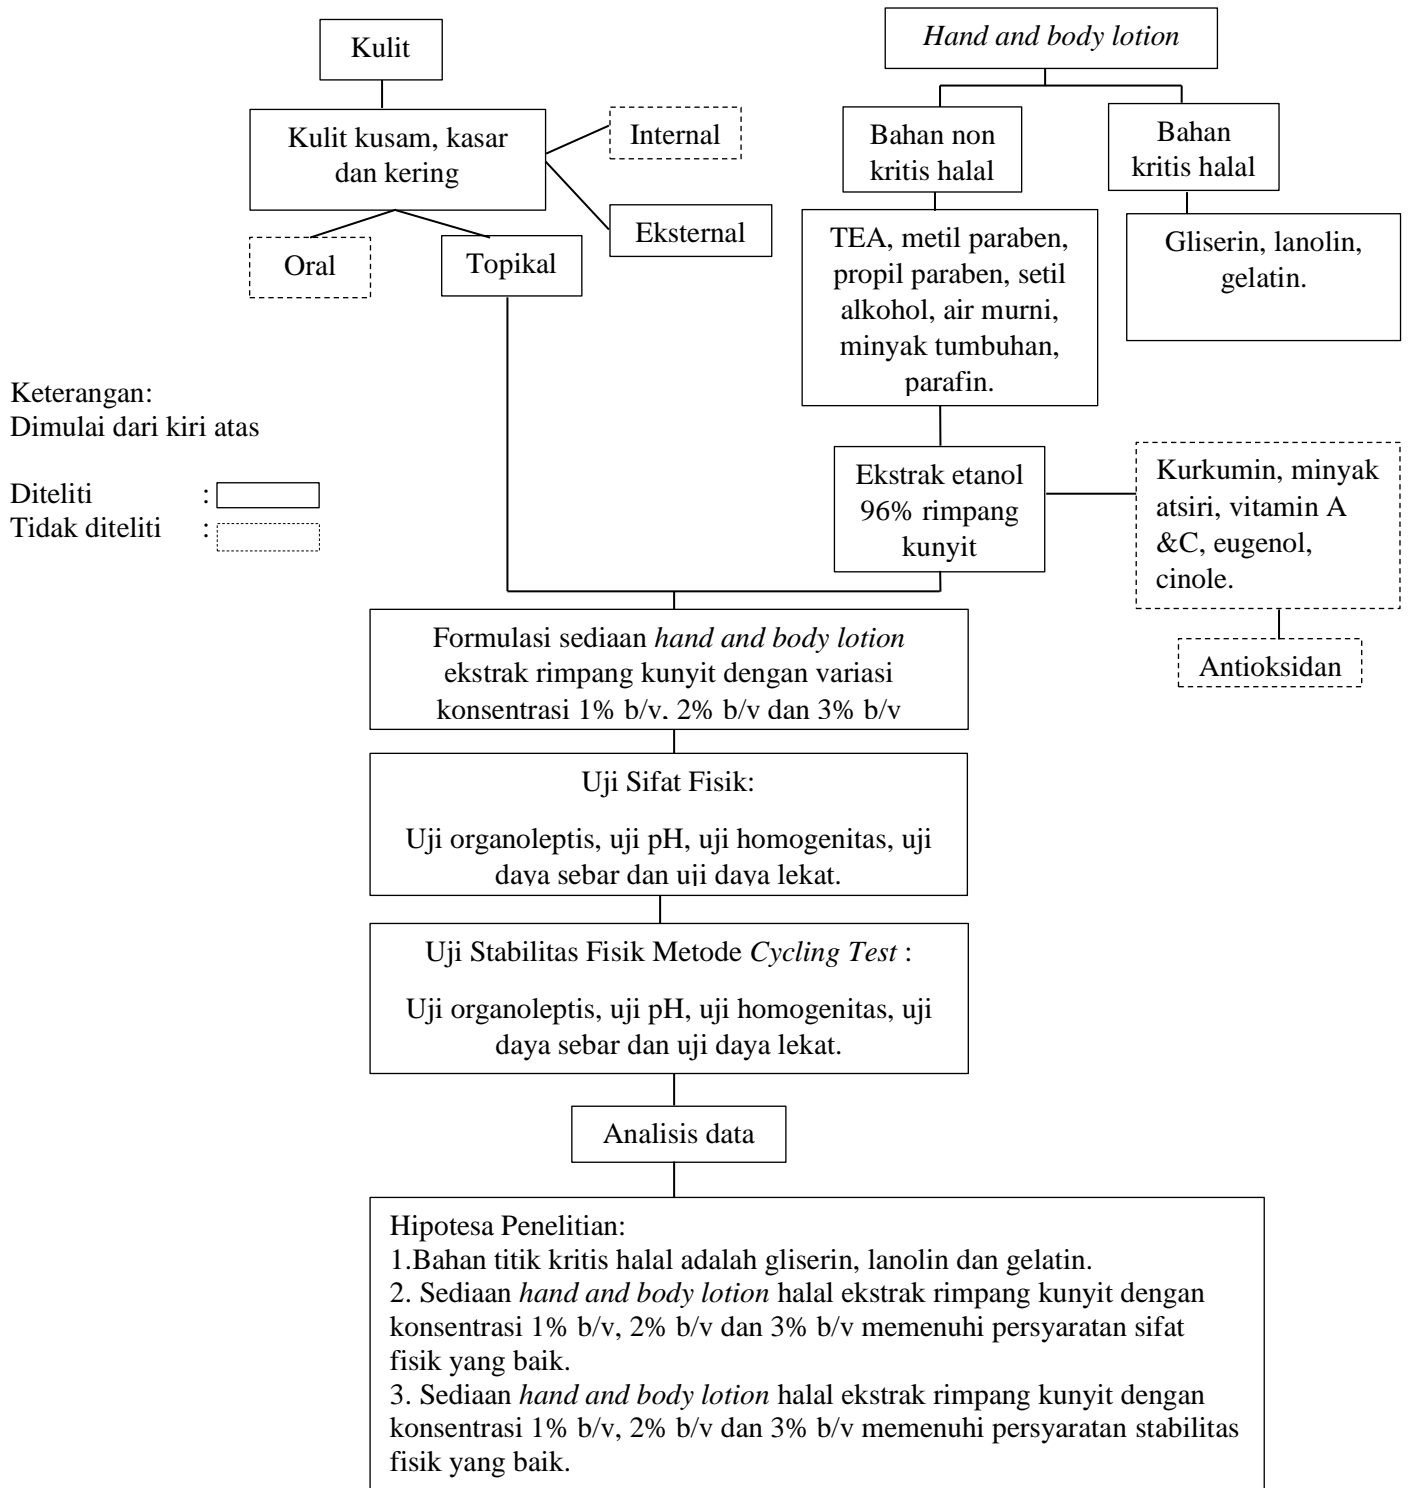 Kulit
Kulit kusam, kasar
dan kering
Internal
Eksternal
Oral
Topikal
Hand and body lotion
Bahan non
kritis halal
Bahan
kritis halal
TEA, metil paraben,
propil paraben, setil
alkohol, air murni,
minyak tumbuhan,
parafin.
Gliserin, lanolin,
gelatin.
Keterangan:
Dimulai dari kiri atas
Diteliti :
Tidak diteliti :
Ekstrak etanol
96% rimpang
kunyit
Kurkumin, minyak
atsiri, vitamin A
&C, eugenol,
cinole.
Antioksidan
Formulasi sediaan hand and body lotion
ekstrak rimpang kunyit dengan variasi
konsentrasi 1% b/v, 2% b/v dan 3% b/v
Uji Sifat Fisik:
Uji organoleptis, uji pH, uji homogenitas, uji
daya sebar dan uji daya lekat.
Uji Stabilitas Fisik Metode Cycling Test :
Uji organoleptis, uji pH, uji homogenitas, uji
daya sebar dan uji daya lekat.
Analisis data
Hipotesa Penelitian:
1.Bahan titik kritis halal adalah gliserin, lanolin dan gelatin.
2. Sediaan hand and body lotion halal ekstrak rimpang kunyit dengan
konsentrasi 1% b/v, 2% b/v dan 3% b/v memenuhi persyaratan sifat
fisik yang baik.
3. Sediaan hand and body lotion halal ekstrak rimpang kunyit dengan
konsentrasi 1% b/v, 2% b/v dan 3% b/v memenuhi persyaratan stabilitas
fisik yang baik.